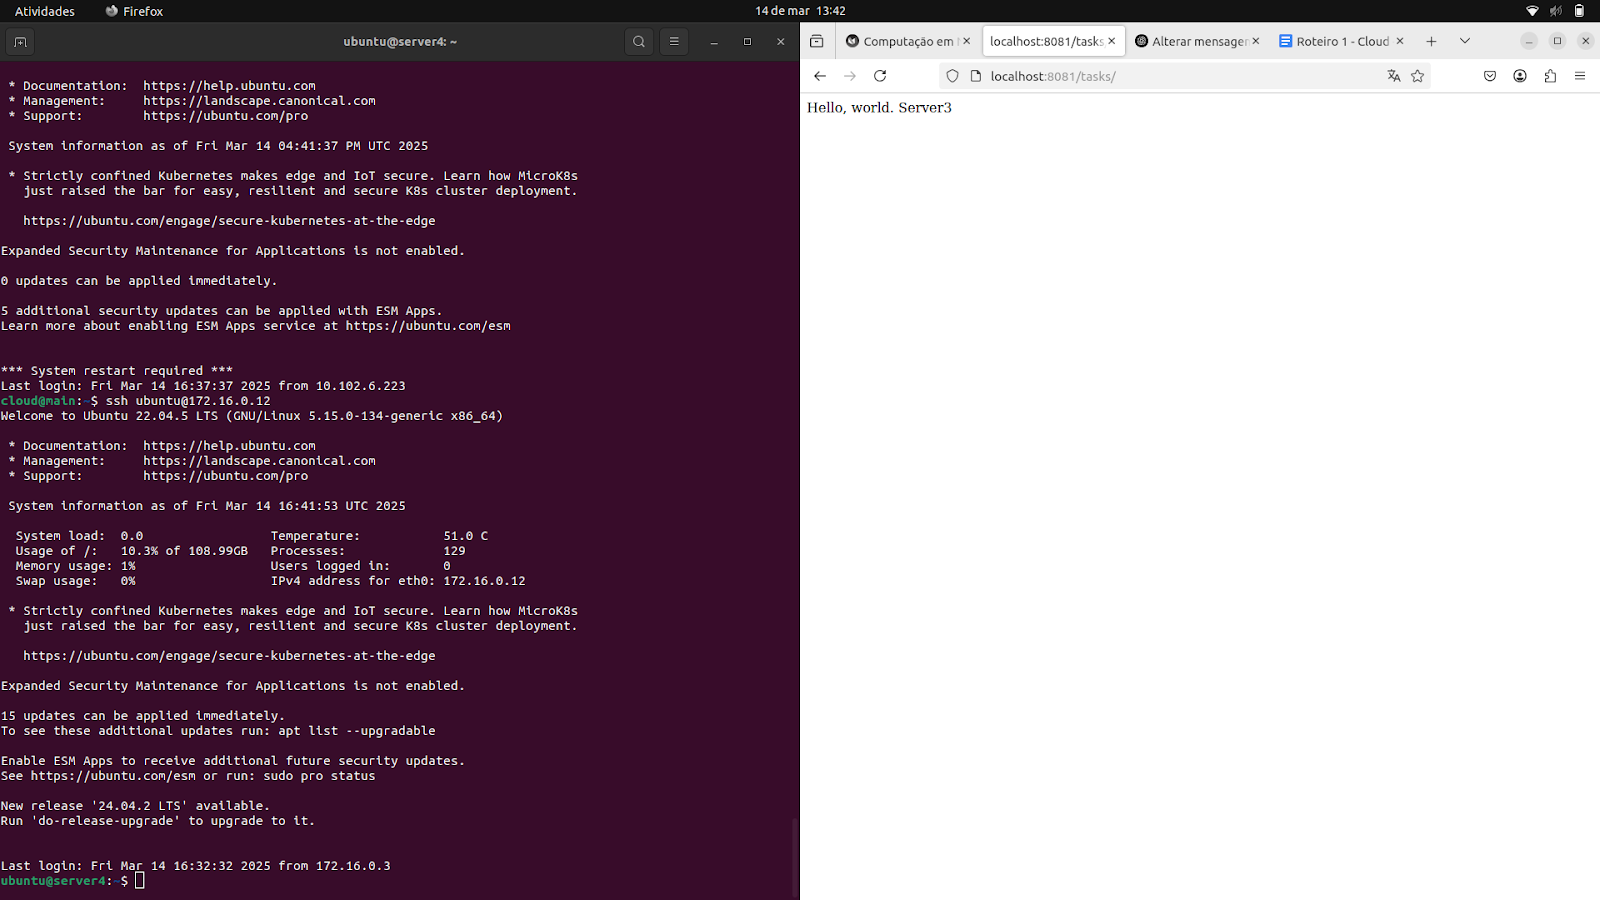 Atividades
Firefox
14 de mar 13:42
ubuntu@server4: ~
* Documentation: https://help.ubuntu.com
* Management: https://landscape.canonical.com
* Support: https://ubuntu.com/pro
System information as of Fri Mar 14 04:41:37 PM UTC 2025
* Strictly confined Kubernetes makes edge and IoT secure. Learn how MicroK8s
just raised the bar for easy, resilient and secure K8s cluster deployment.
https://ubuntu.com/engage/secure-kubernetes-at-the-edge
Expanded Security Maintenance for Applications is not enabled.
0 updates can be applied immediately.
5 additional security updates can be applied with ESM Apps.
Learn more about enabling ESM Apps service at https://ubuntu.com/esm
*** System restart required ***
Last login: Fri Mar 14 16:37:37 2025 from 10.102.6.223
cloud@main:~$ ssh ubuntu@172.16.0.12
Welcome to Ubuntu 22.04.5 LTS (GNU/Linux 5.15.0-134-generic x86_64)
* Documentation: https://help.ubuntu.com
* Management: https://landscape.canonical.com
* Support: https://ubuntu.com/pro
System information as of Fri Mar 14 16:41:53 UTC 2025
System load: 0.0 Temperature: 51.0 C
Usage of /: 10.3% of 108.99GB Processes: 129
Memory usage: 1% Users logged in: 0
Swap usage: 0% IPv4 address for eth0: 172.16.0.12
* Strictly confined Kubernetes makes edge and IoT secure. Learn how MicroK8s
just raised the bar for easy, resilient and secure K8s cluster deployment.
https://ubuntu.com/engage/secure-kubernetes-at-the-edge
Expanded Security Maintenance for Applications is not enabled.
15 updates can be applied immediately.
To see these additional updates run: apt list --upgradable
Enable ESM Apps to receive additional future security updates.
See https://ubuntu.com/esm or run: sudo pro status
New release '24.04.2 LTS' available.
Run 'do-release-upgrade' to upgrade to it.
Last login: Fri Mar 14 16:32:32 2025 from 172.16.0.3
ubuntu@server4:~$
Computação em
localhost:8081/tasks
Alterar mensager
Roteiro 1 - Cloud
localhost:8081/tasks/
Hello, world. Server3